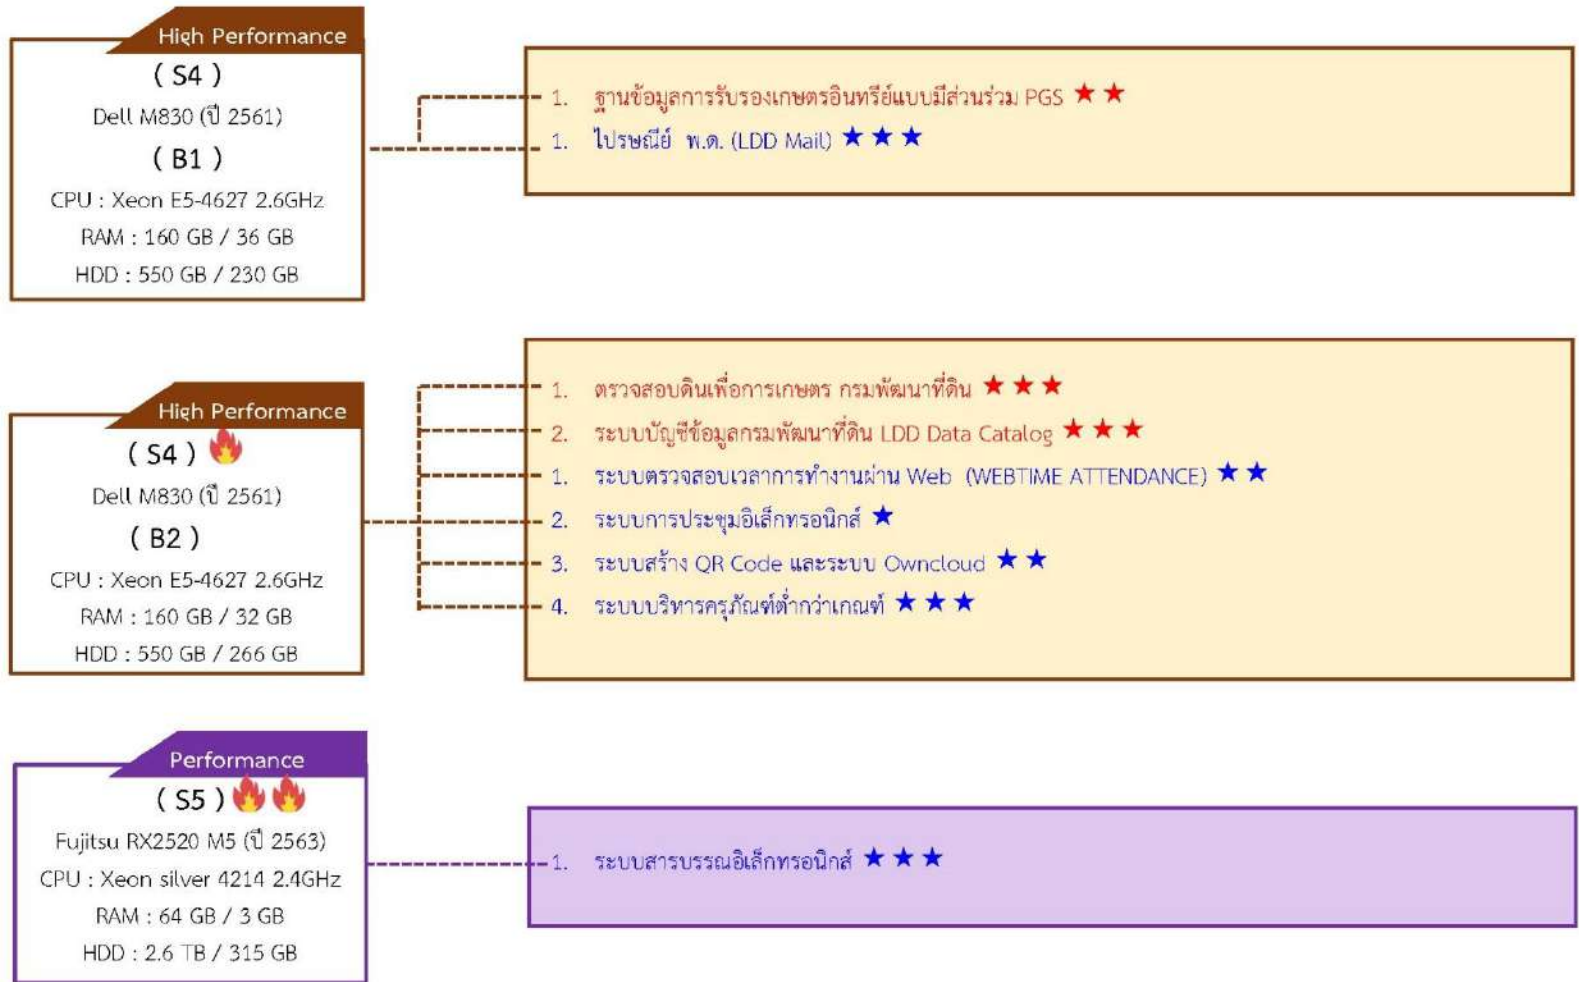 High Performance
( S4 )
Dell M830 (ปี 2561)
( B1 )
CPU : Xeon E5-4627 2.6GHz
RAM : 160 GB / 36 GB
HDD : 550 GB / 230 GB
1. ฐานข้อมูลการรับรองเกษตรอินทรีย์แบบมีส่วนร่วม PGS ★ ★
1. ไปรษณีย์ พ.ด. (LDD Mail) ★ ★ ★
High Performance
( S4 )
Dell M830 (ปี 2561)
( B2 )
CPU : Xeon E5-4627 2.6GHz
RAM : 160 GB / 32 GB
HDD : 550 GB / 266 GB
1. ตรวจสอบดินเพื่อการเกษตร กรมพัฒนาที่ดิน ★ ★ ★
2. ระบบบัญชีข้อมูลกรมพัฒนาที่ดิน LDD Data Catalog ★ ★ ★
1. ระบบตรวจสอบเวลาการทำงานผ่าน Web (WEBTIME ATTENDANCE) ★ ★
2. ระบบการประชุมอิเล็กทรอนิกส์ ★
3. ระบบสร้าง QR Code และระบบ Owncloud ★ ★
4. ระบบบริหารครุภัณฑ์ต่ำกว่าเกณฑ์ ★ ★ ★
Performance
( S5 )
Fujitsu RX2520 M5 (ปี 2563)
CPU : Xeon silver 4214 2.4GHz
RAM : 64 GB / 3 GB
HDD : 2.6 TB / 315 GB
1. ระบบสารบรรณอิเล็กทรอนิกส์ ★ ★ ★